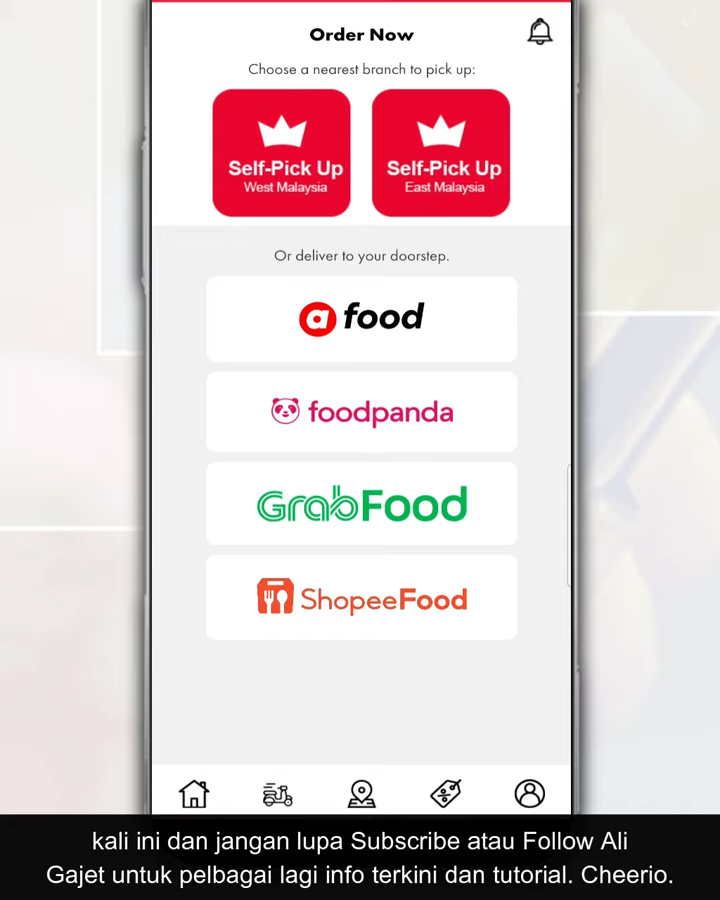 Order Now
Choose a nearest branch to pick up:
Self-Pick Up
West Malaysia
Self-Pick Up
East Malaysia
Or deliver to your doorstep.
a food
foodpanda
GrabFood
ShopeeFood
kali ini dan jangan lupa Subscribe atau Follow Ali
Gajet untuk pelbagai lagi info terkini dan tutorial. Cheerio.